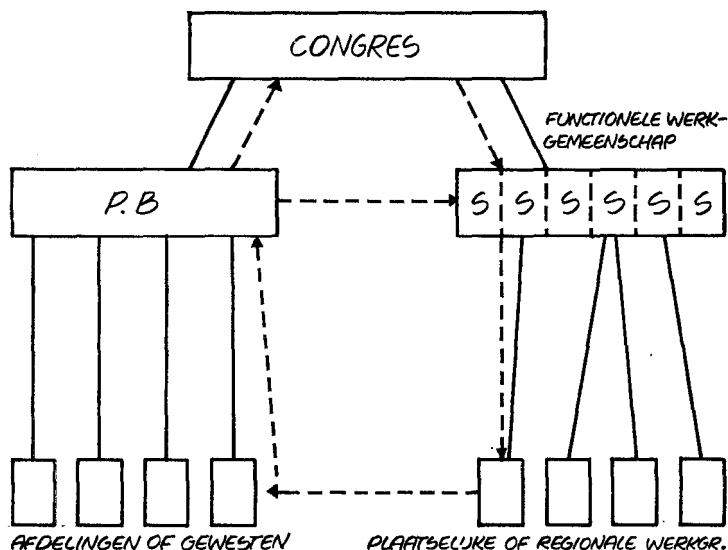 CONGRES
FUNCTIONELE WERK-
GEMEENSCHAP
P.B
S S S S S S
AFDELINGEN OF GEWESTEN
PLAATSELIJKE OF REGIONALE WERKGR.